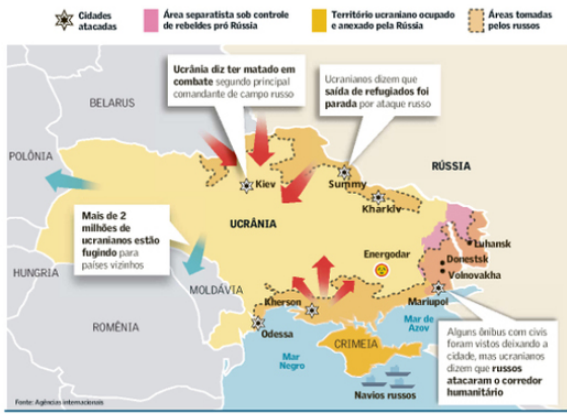 Cidades
atacadas
Área separatista sob controle
de rebeldes pró Rússia
Território ucraniano ocupado
e anexado pela Rússia
Áreas tomadas
pelos russos
Ucrânia diz ter matado em
combate segundo principal
comandante de campo russo
Ucranianos dizem que
saída de refugiados foi
parada por ataque russo
BELARUS
POLÔNIA
RÚSSIA
Kiev
Summy
Kharkiv
Mais de 2
milhões de
ucranianos estão
fugindo para
países vizinhos
UCRÂNIA
Luhansk
Energodar
Donestsk
Volnovakha
HUNGRIA
MOLDÁVIA
Kherson
Mariupol
ROMÊNIA
Odessa
Mar de
Azov
CRIMEIA
Mar
Negro
Alguns ônibus com civis
foram vistos deixando a
cidade, mas ucranianos
dizem que russos
atacaram o corredor
humanitário
Navios russos
Fonte: Agências internacionais